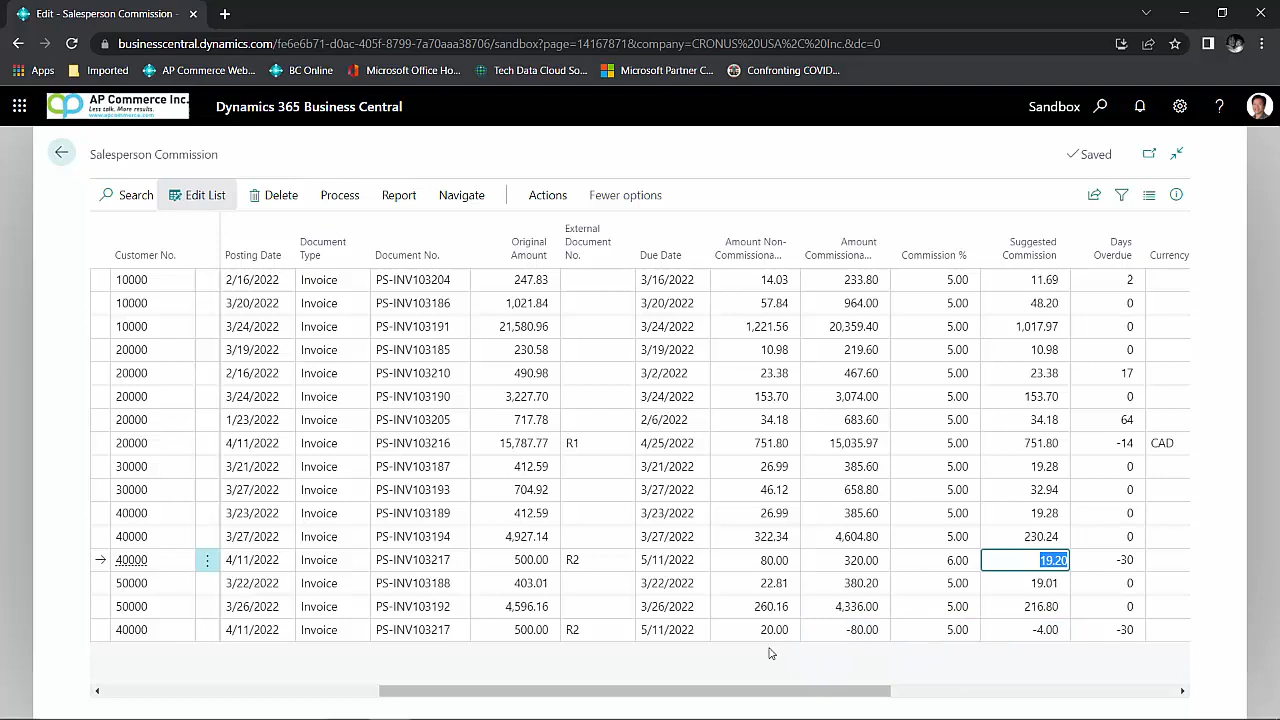 Edit - Salesperson Commission -
businesscentral.dynamics.com/fe6e6b71-d0ac-405f-8799-7a70aaa38706/sandbox?page=14167871&company=CRONUS%20USA%2C%20Inc.&dc=0
Apps Imported AP Commerce Web... BC Online Microsoft Office Ho... Tech Data Cloud So... Microsoft Partner C... Confronting COVID...
AP Commerce Inc. Dynamics 365 Business Central Sandbox
Less talk, More results.
www.apcommerce.com
Salesperson Commission Saved
Search Edit List Delete Process Report Navigate Actions Fewer options
Customer No. Posting Date Document Type Document No. Original Amount External Document No. Due Date Amount Non-Commissiona... Amount Commissiona... Commission % Suggested Commission Days Overdue Currency
10000 2/16/2022 Invoice PS-INV103204 247.83 3/16/2022 14.03 233.80 5.00 11.69 2
10000 3/20/2022 Invoice PS-INV103186 1,021.84 3/20/2022 57.84 964.00 5.00 48.20 0
10000 3/24/2022 Invoice PS-INV103191 21,580.96 3/24/2022 1,221.56 20,359.40 5.00 1,017.97 0
20000 3/19/2022 Invoice PS-INV103185 230.58 3/19/2022 10.98 219.60 5.00 10.98 0
20000 2/16/2022 Invoice PS-INV103210 490.98 3/2/2022 23.38 467.60 5.00 23.38 17
20000 3/24/2022 Invoice PS-INV103190 3,227.70 3/24/2022 153.70 3,074.00 5.00 153.70 0
20000 1/23/2022 Invoice PS-INV103205 717.78 2/6/2022 34.18 683.60 5.00 34.18 64
20000 4/11/2022 Invoice PS-INV103216 15,787.77 R1 4/25/2022 751.80 15,035.97 5.00 751.80 -14 CAD
30000 3/21/2022 Invoice PS-INV103187 412.59 3/21/2022 26.99 385.60 5.00 19.28 0
30000 3/27/2022 Invoice PS-INV103193 704.92 3/27/2022 46.12 658.80 5.00 32.94 0
40000 3/23/2022 Invoice PS-INV103189 412.59 3/23/2022 26.99 385.60 5.00 19.28 0
40000 3/27/2022 Invoice PS-INV103194 4,927.14 3/27/2022 322.34 4,604.80 5.00 230.24 0
40000 4/11/2022 Invoice PS-INV103217 500.00 R2 5/11/2022 80.00 320.00 6.00 19.20 -30
50000 3/22/2022 Invoice PS-INV103188 403.01 3/22/2022 22.81 380.20 5.00 19.01 0
50000 3/26/2022 Invoice PS-INV103192 4,596.16 3/26/2022 260.16 4,336.00 5.00 216.80 0
40000 4/11/2022 Invoice PS-INV103217 500.00 R2 5/11/2022 20.00 -80.00 5.00 -4.00 -30